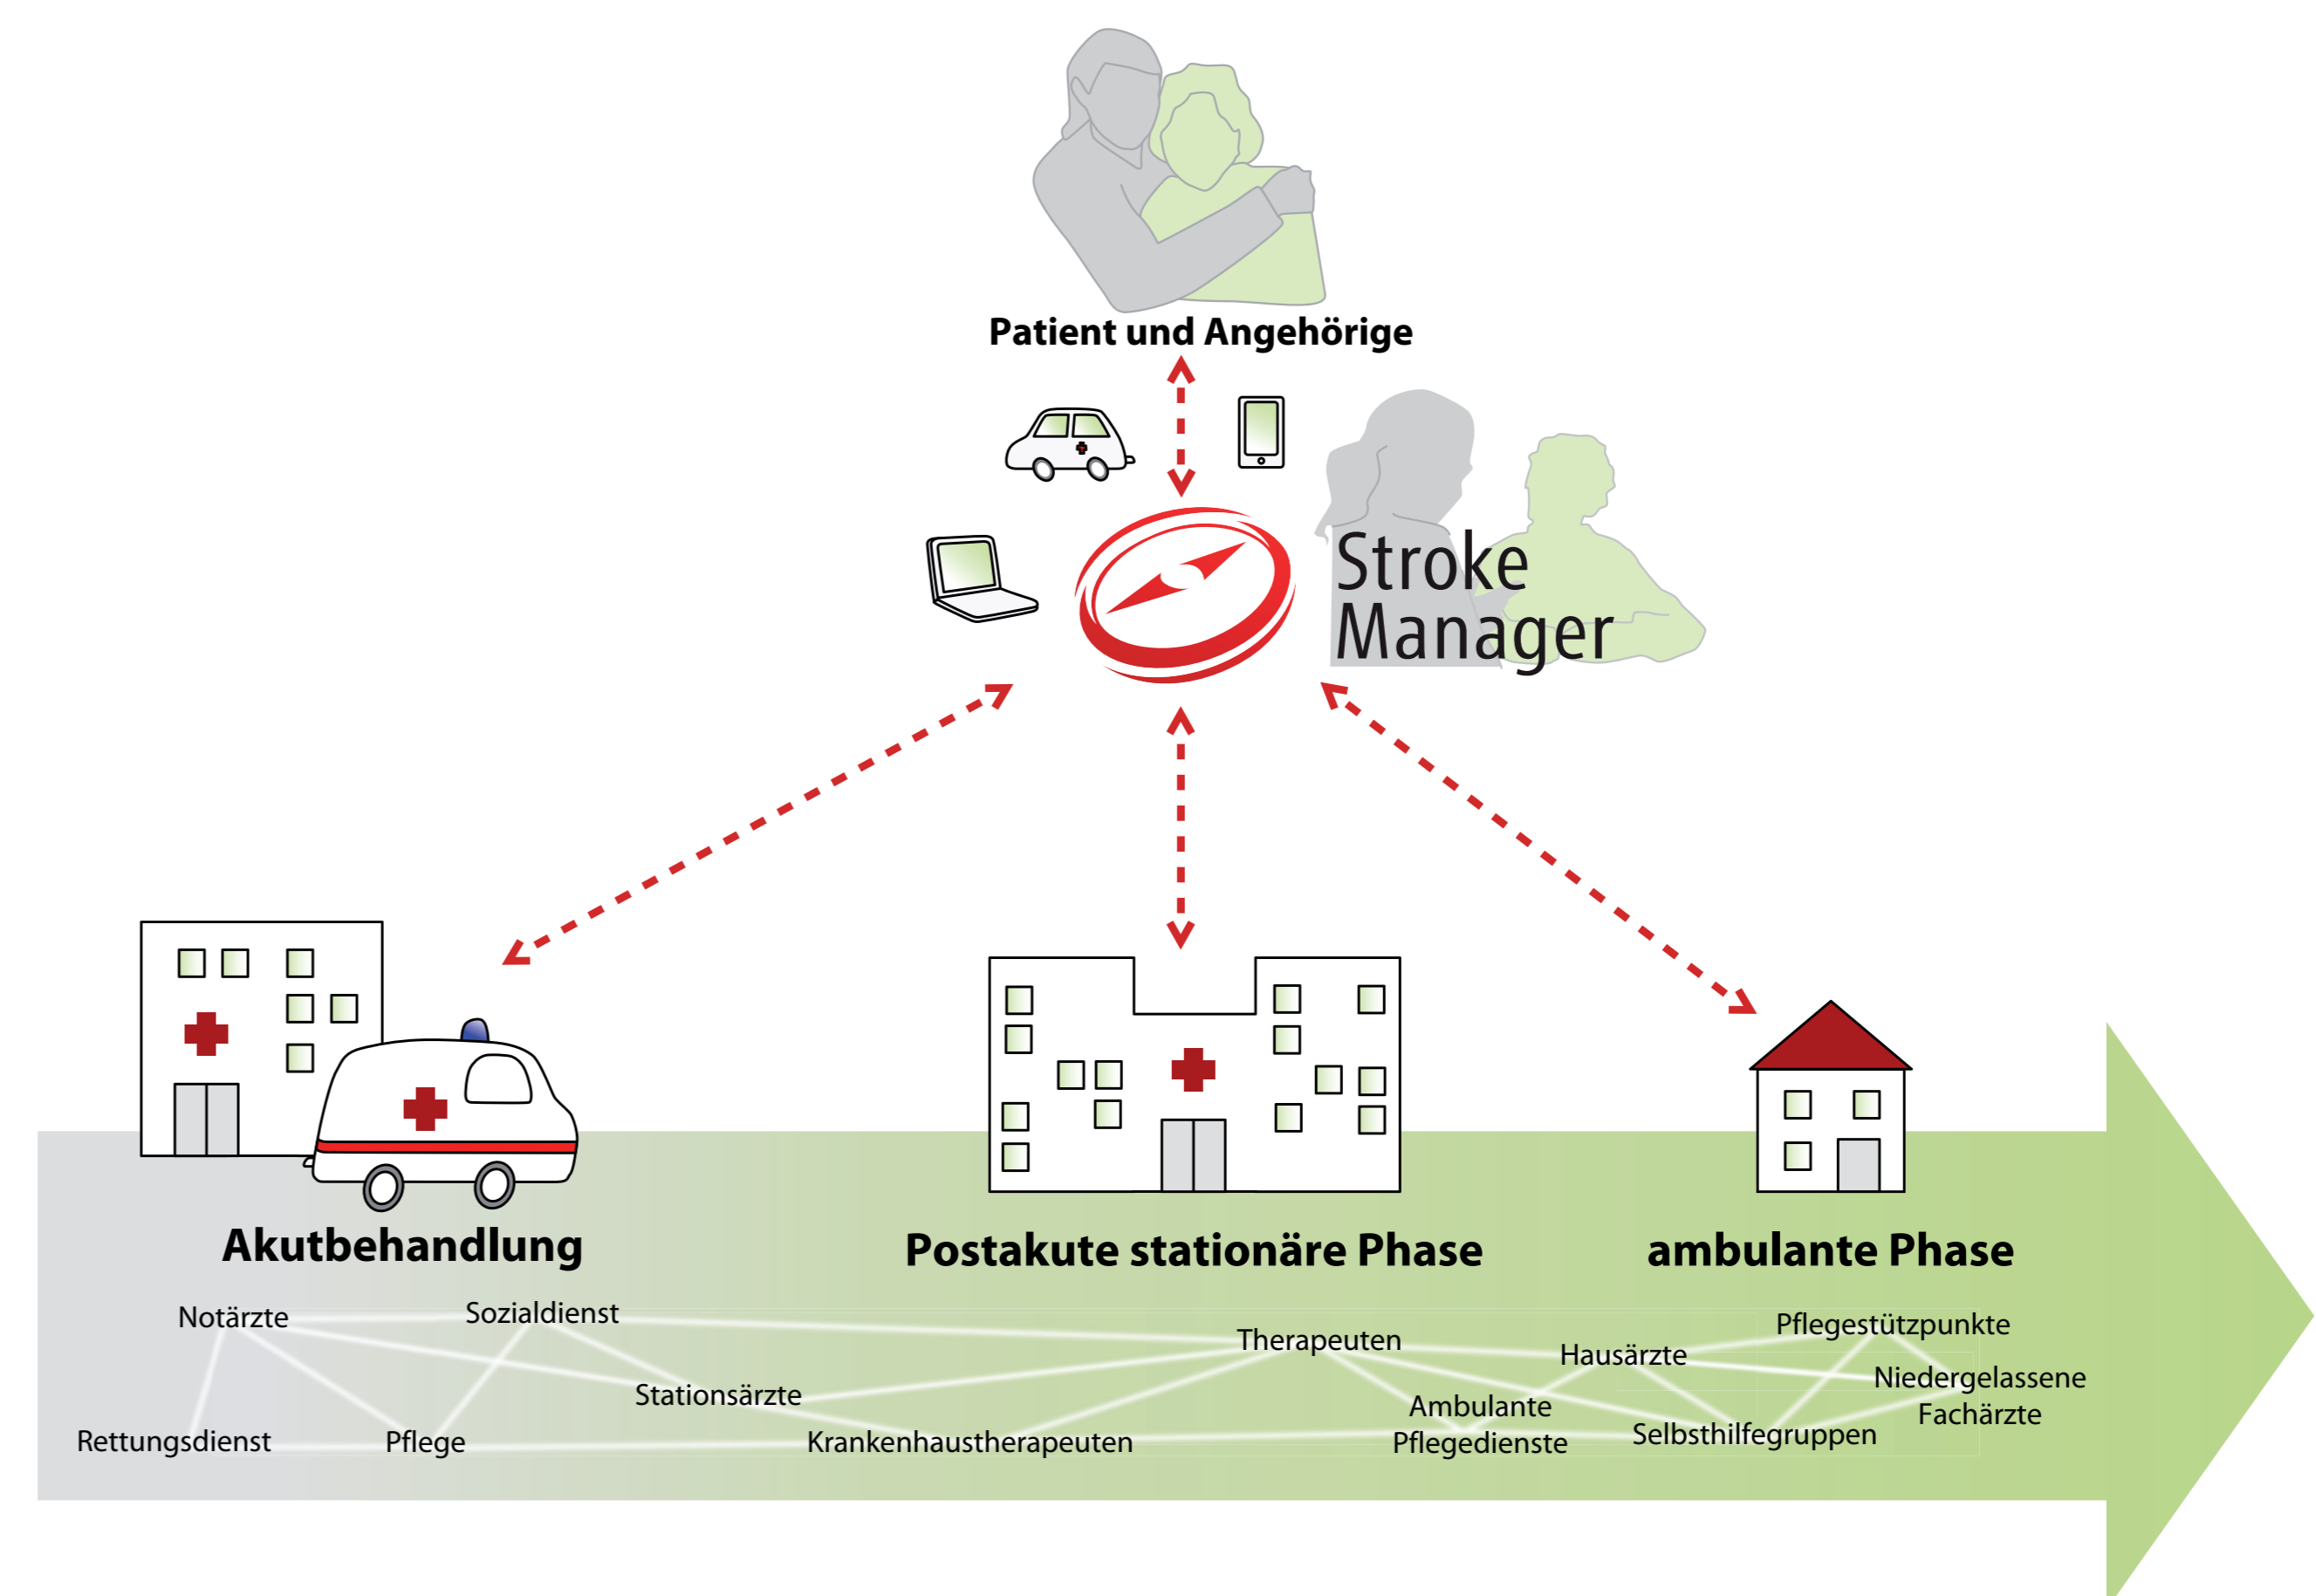 Patient und Angehörige
Stroke
Manager
Akutbehandlung
Postakute stationäre Phase
ambulante Phase
Notärzte
Sozialdienst
Stationsärzte
Rettungsdienst
Pflege
Krankenhaustherapeuten
Therapeuten
Ambulante
Pflegedienste
Hausärzte
Selbsthilfegruppen
Pflegestützpunkte
Niedergelassene
Fachärzte